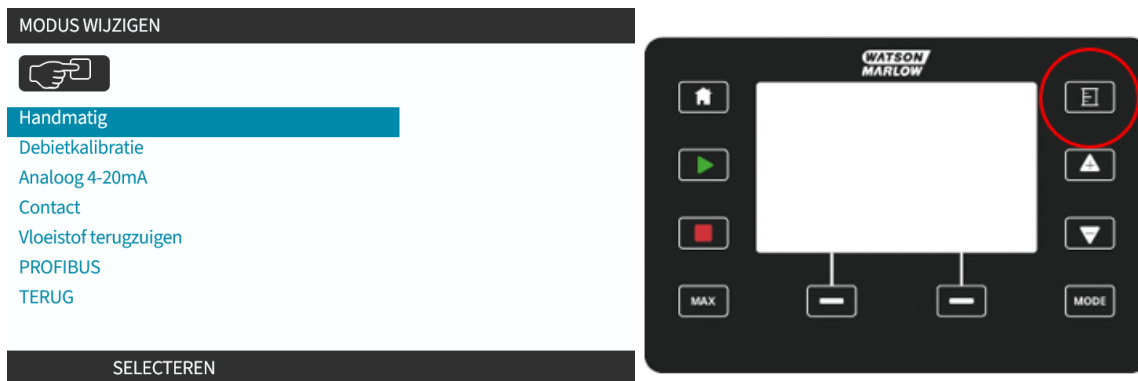 MODUS WIJZIGEN
Handmatig
Debietkalibratie
Analoog 4-20mA
Contact
Vloeistof terugzuigen
PROFIBUS
TERUG
SELECTEREN
WATSON
MARLOW
MAX
MODE